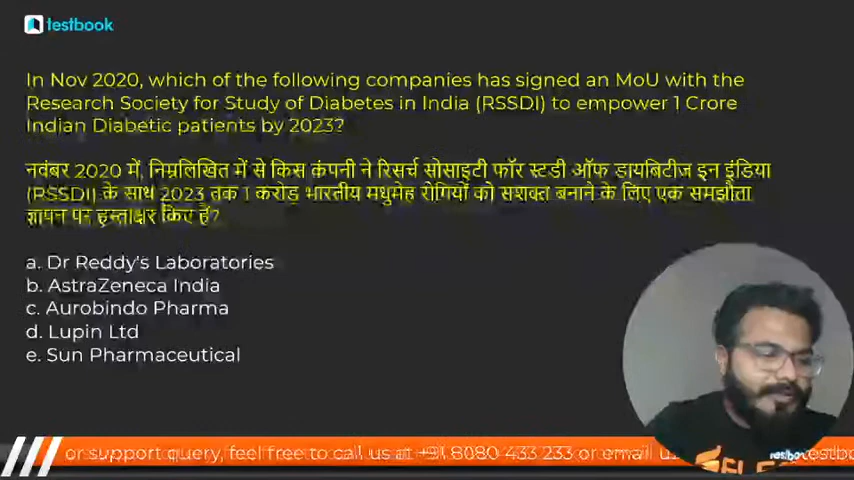 testbook
In Nov 2020, which of the following companies has signed an MoU with the
Research Society for Study of Diabetes in India (RSSDI) to empower 1 Crore
Indian Diabetic patients by 2023?
नवंबर 2020 में, निम्नलिखित में से किस कंपनी ने रिसर्च सोसाइटी फॉर स्टडी ऑफ डायबिटीज इन इंडिया
(RSSDI) के साथ 2023 तक 1 करोड़ भारतीय मधुमेह रोगियों को सशक्त बनाने के लिए एक समझौता
ज्ञापन पर हस्ताक्षर किए हैं?
a. Dr Reddy's Laboratories
b. AstraZeneca India
c. Aurobindo Pharma
d. Lupin Ltd
e. Sun Pharmaceutical
or support query, feel free to call us at +91 8080 433 233 or email us